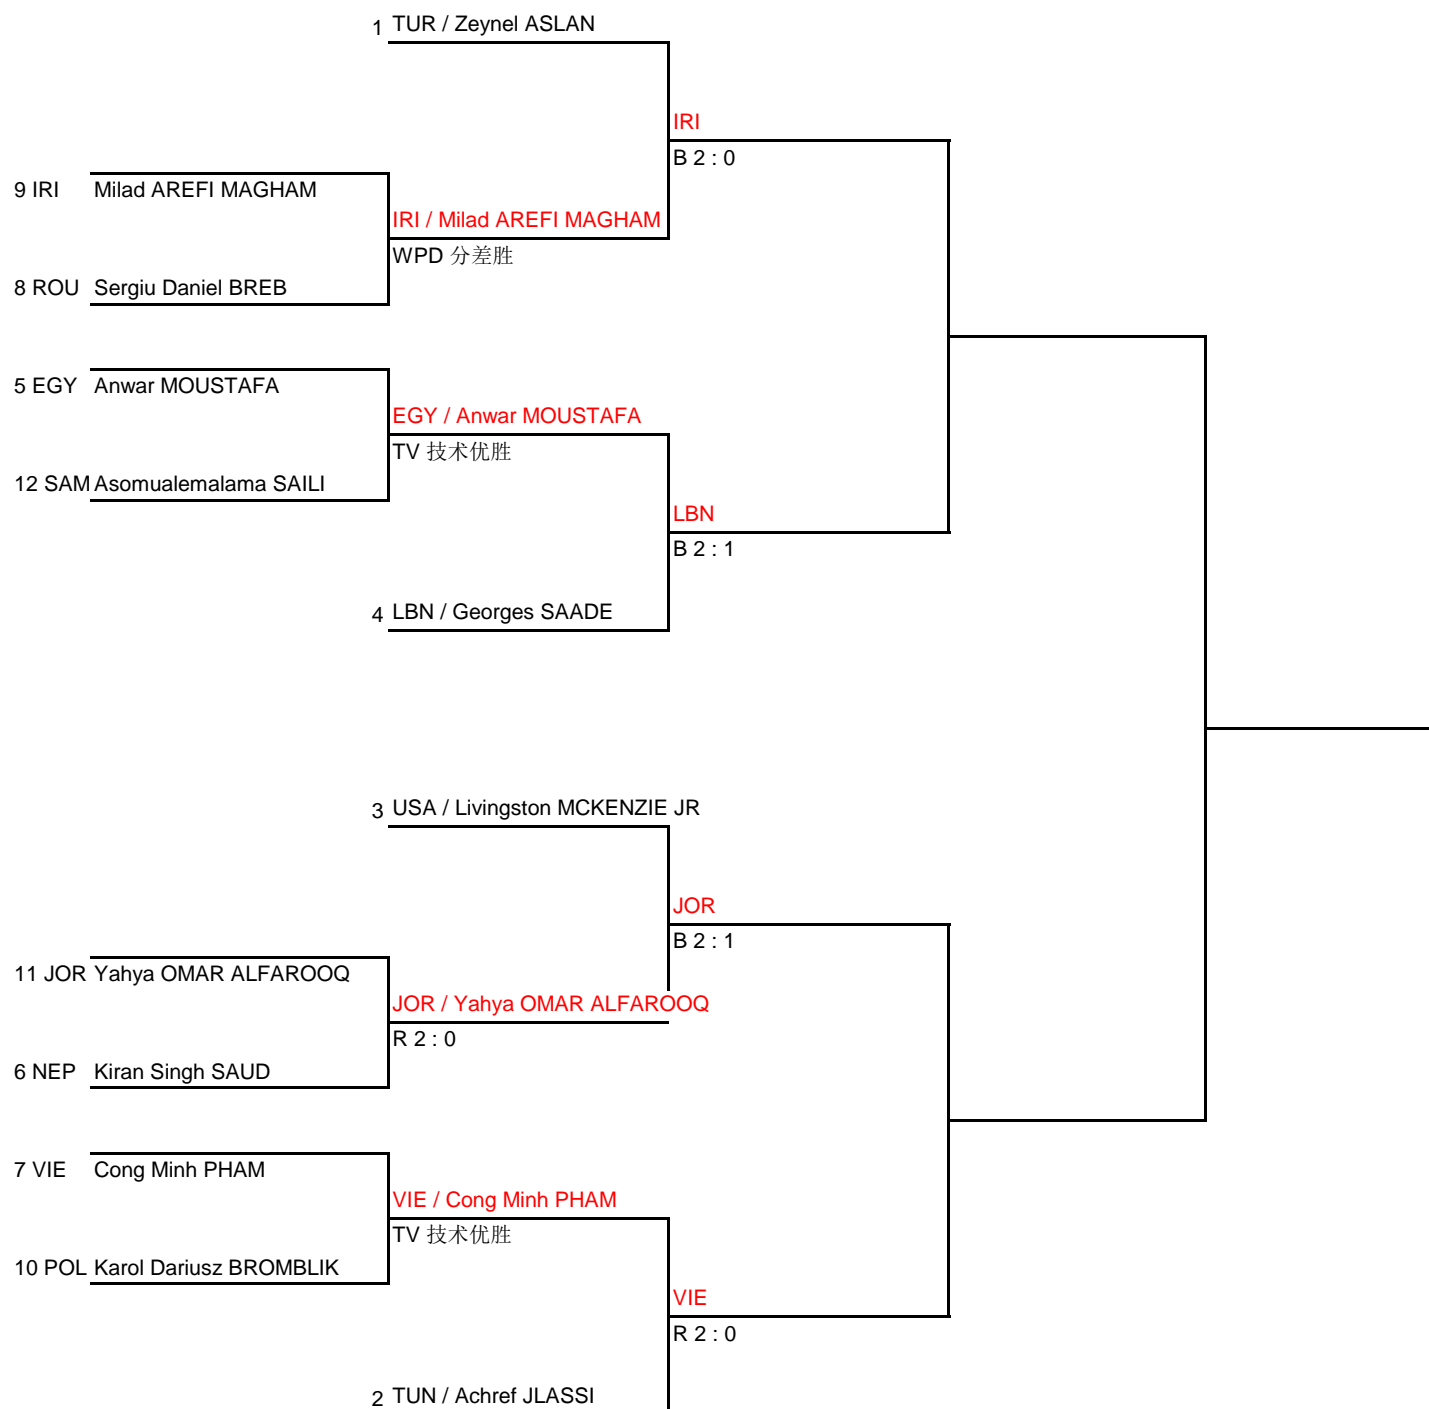 1 TUR / Zeynel ASLAN
IRI
B 2 : 0
9 IRI Milad AREFI MAGHAM
IRI / Milad AREFI MAGHAM
WPD 分差胜
8 ROU Sergiu Daniel BREB
5 EGY Anwar MOUSTAFA
EGY / Anwar MOUSTAFA
TV 技术优胜
12 SAM Asomualemalama SAILI
LBN
B 2 : 1
4 LBN / Georges SAADE
3 USA / Livingston MCKENZIE JR
JOR
B 2 : 1
11 JOR Yahya OMAR ALFAROOQ
JOR / Yahya OMAR ALFAROOQ
R 2 : 0
6 NEP Kiran Singh SAUD
7 VIE Cong Minh PHAM
VIE / Cong Minh PHAM
TV 技术优胜
10 POL Karol Dariusz BROMBLIK
VIE
R 2 : 0
2 TUN / Achref JLASSI